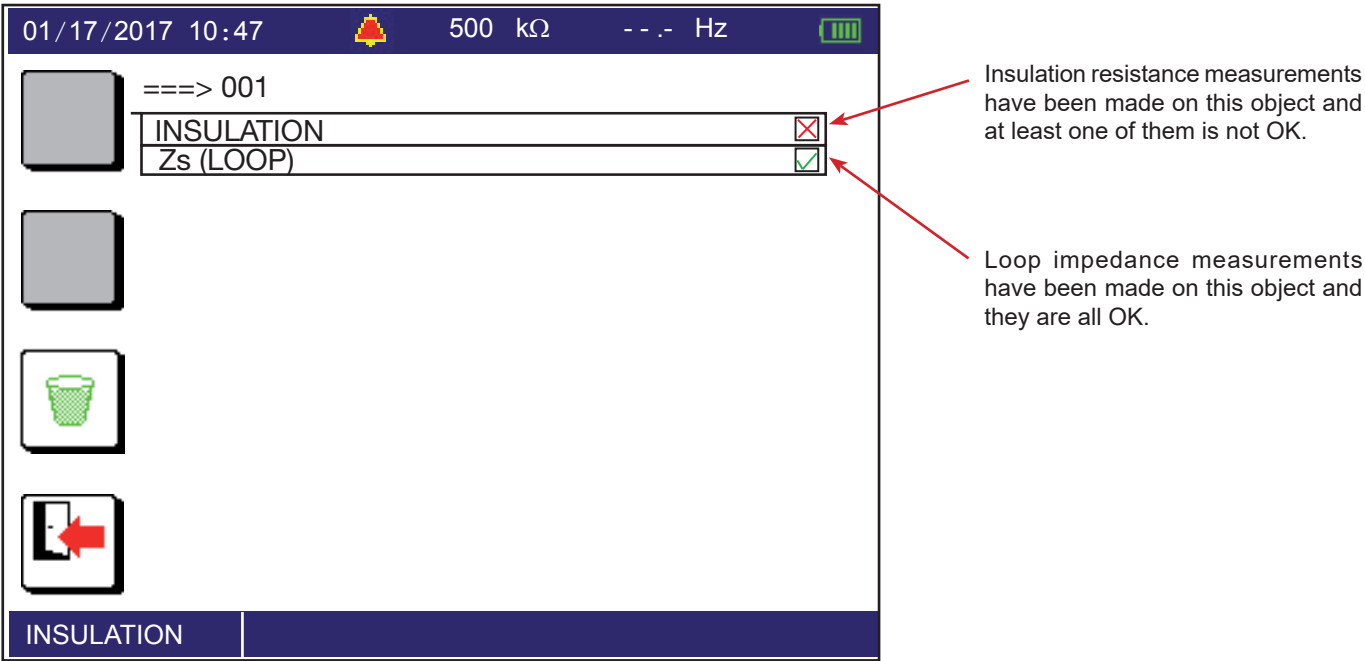 01/17/2017 10:47 500 kΩ - - .- Hz
===> 001
INSULATION
Zs (LOOP)
INSULATION
Insulation resistance measurements
have been made on this object and
at least one of them is not OK.
Loop impedance measurements
have been made on this object and
they are all OK.